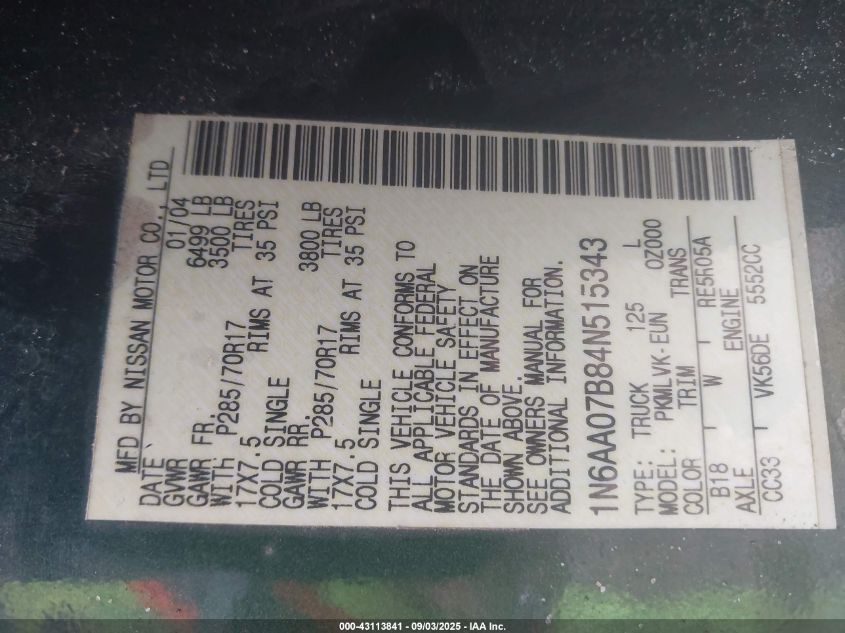 MFD BY NISSAN MOTOR CO., LTD
DATE 01/04
GVWR 6499 LB
GAWR FR. 3500 LB
WITH P285/70R17 TIRES
17X7.5 RIMS AT 35 PSI
COLD SINGLE
GAWR RR. 3800 LB
WITH P285/70R17 TIRES
17X7.5 RIMS AT 35 PSI
COLD SINGLE
THIS VEHICLE CONFORMS TO
ALL APPLICABLE FEDERAL
MOTOR VEHICLE SAFETY
STANDARDS IN EFFECT ON
THE DATE OF MANUFACTURE
SHOWN ABOVE.
SEE OWNERS MANUAL FOR
ADDITIONAL INFORMATION.
1N6AA07B84N515343
TYPE: TRUCK 125 L
MODEL: PKMLVK-EUN 0Z000
COLOR TRIM TRANS
B18 W RE5R05A
AXLE ENGINE
CC33 VK56DE 5552CC
000-43113841 - 09/03/2025 - IAA Inc.